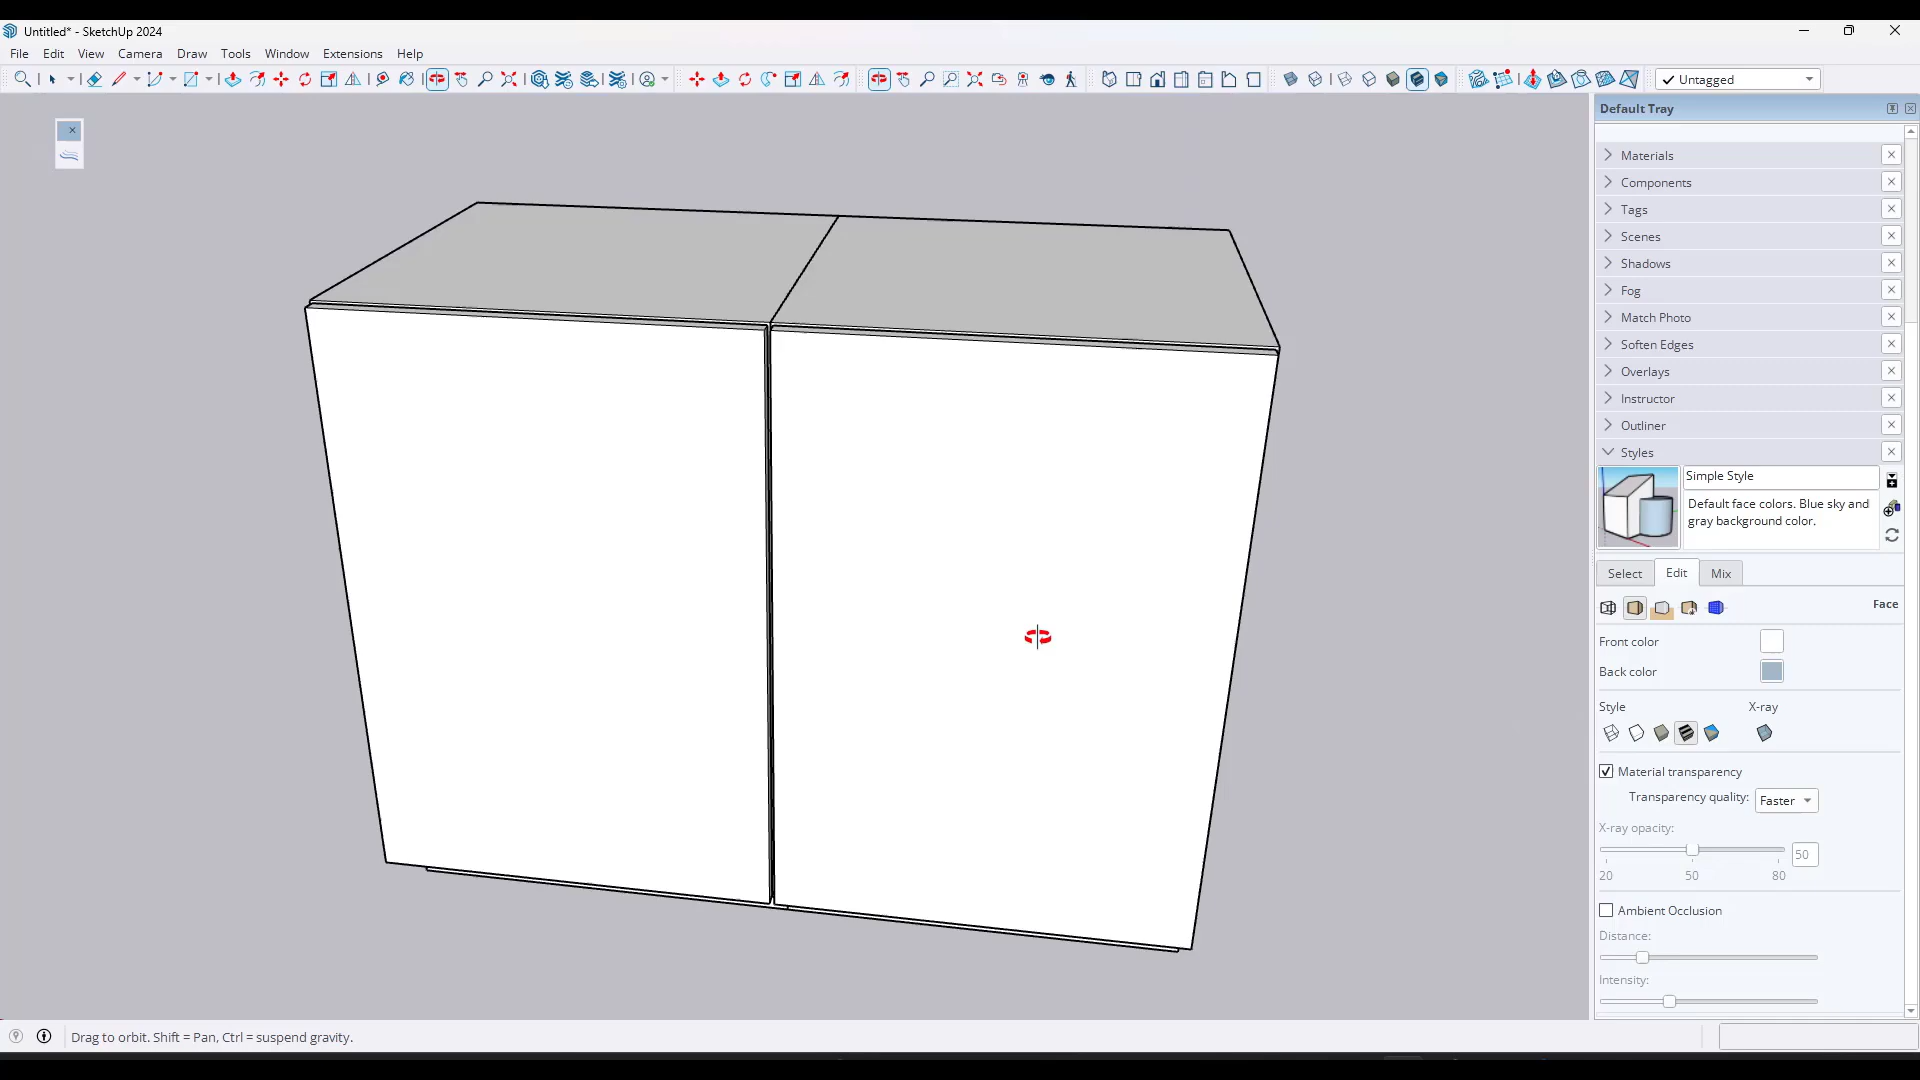 Untitled* - SketchUp 2024
File Edit View Camera Draw Tools Window Extensions Help
Untagged
Default Tray
Materials
Components
Tags
Scenes
Shadows
Fog
Match Photo
Soften Edges
Overlays
Instructor
Outliner
Styles
Simple Style
Default face colors. Blue sky and
gray background color.
Select Edit Mix
Face
Front color
Back color
Style X-ray
Material transparency
Transparency quality: Faster
X-ray opacity:
50
20 50 80
Ambient Occlusion
Distance:
Intensity:
Drag to orbit. Shift = Pan, Ctrl = suspend gravity.